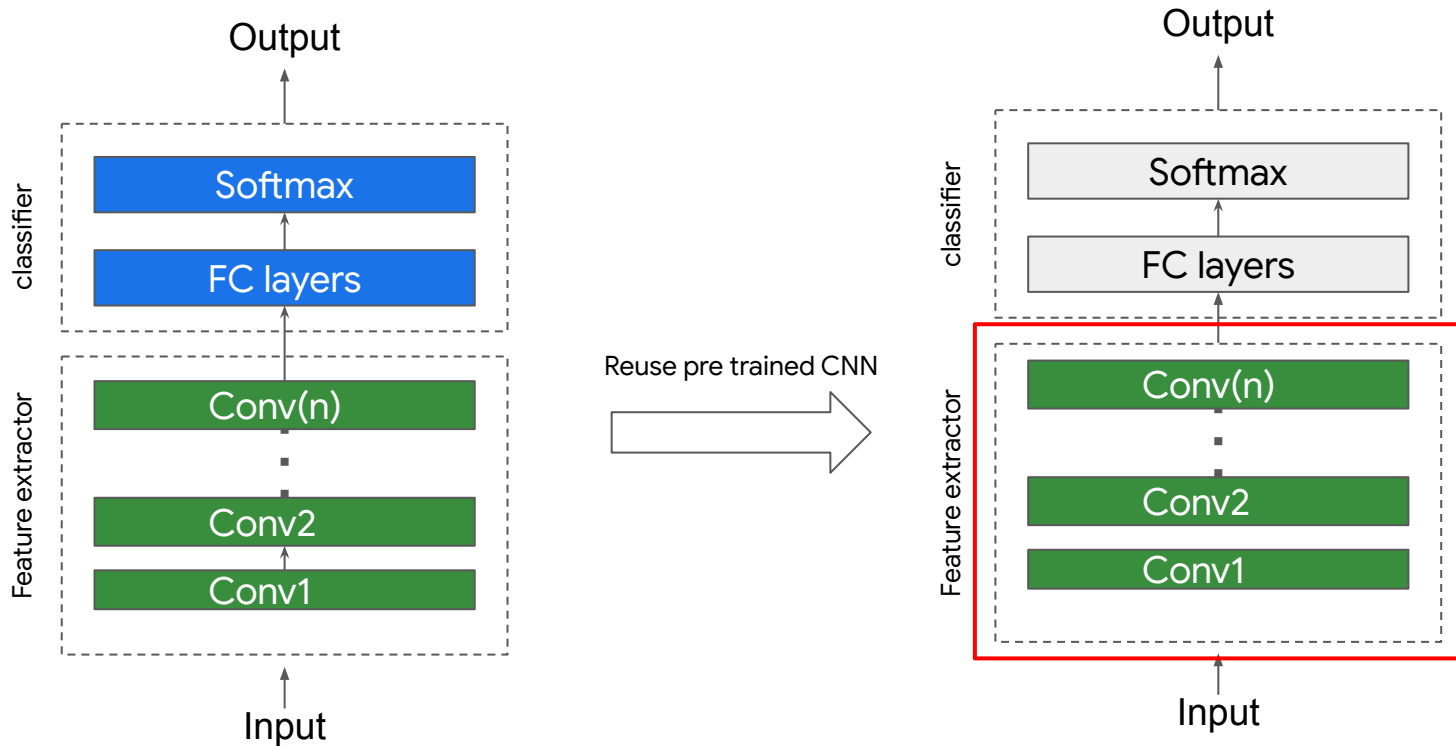 Output
classifier
Softmax
FC layers
Feature extractor
Conv(n)
Conv2
Conv1
Input
Reuse pre trained CNN
Output
classifier
Softmax
FC layers
Feature extractor
Conv(n)
Conv2
Conv1
Input